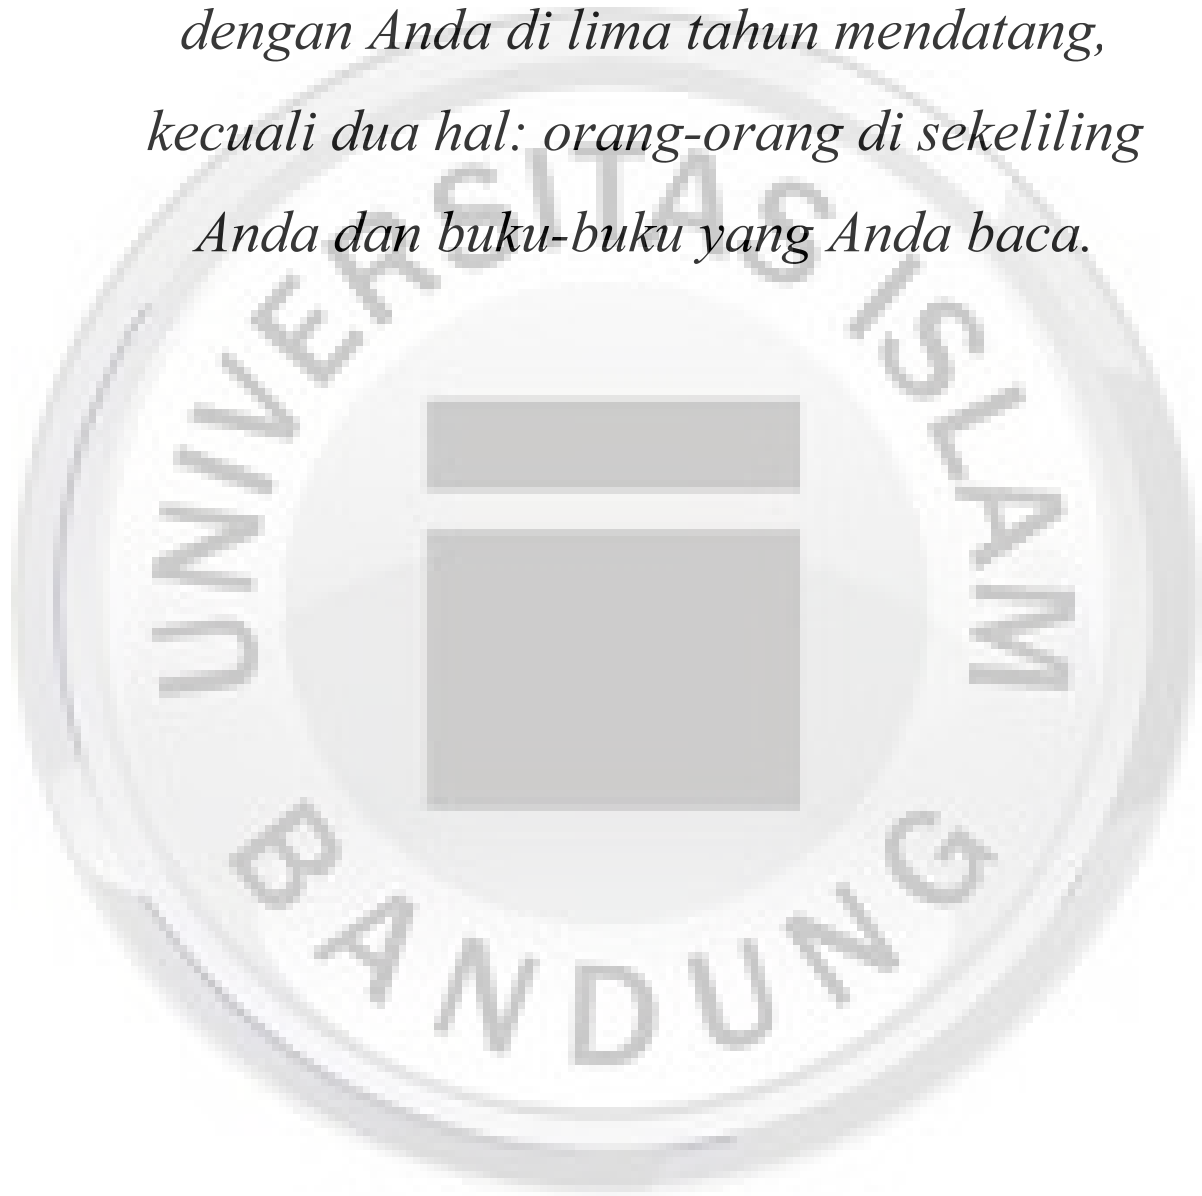 dengan Anda di lima tahun mendatang,
kecuali dua hal: orang-orang di sekeliling
Anda dan buku-buku yang Anda baca.
UNIVERSITAS ISLAM
BANDUNG